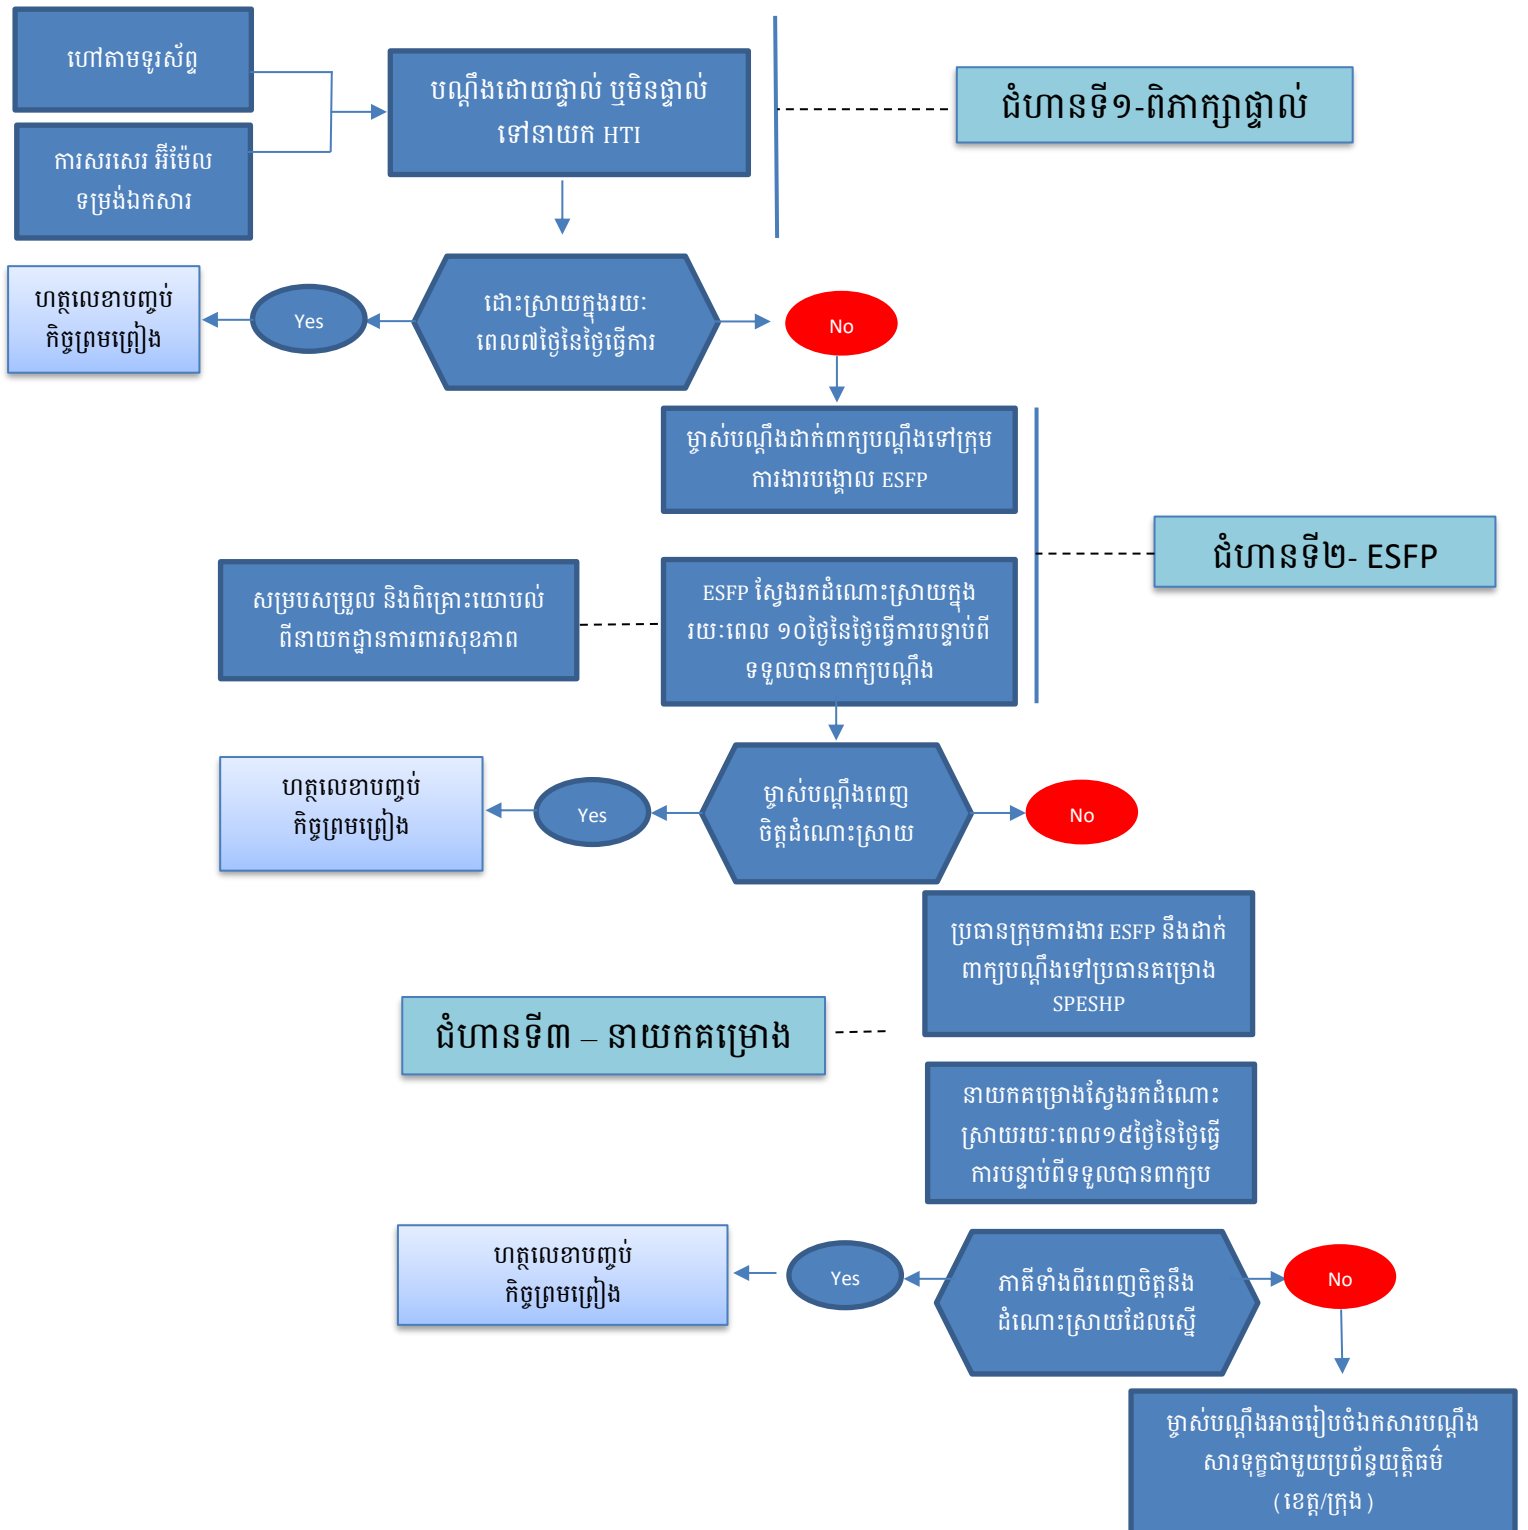 ហៅតាមទូរស័ព្ទ
ការសរសេរ អ៊ីម៉ែល
ទម្រង់ឯកសារ
បណ្តឹងដោយផ្ទាល់ ឬមិនផ្ទាល់
ទៅនាយក HTI
ជំហានទី១-ពិភាក្សាផ្ទាល់
ហត្ថលេខាបញ្ចប់
កិច្ចព្រមព្រៀង
Yes
ដោះស្រាយក្នុងរយៈ
ពេល៧ថ្ងៃនៃថ្ងៃធ្វើការ
No
ម្ចាស់បណ្តឹងដាក់ពាក្យបណ្តឹងទៅក្រុម
ការងារបង្គោល ESFP
ជំហានទី២- ESFP
សម្របសម្រួល និងពិគ្រោះយោបល់
ពីនាយកដ្ឋានការពារសុខភាព
ESFP ស្វែងរកដំណោះស្រាយក្នុង
រយៈពេល ១០ថ្ងៃនៃថ្ងៃធ្វើការបន្ទាប់ពី
ទទួលបានពាក្យបណ្តឹង
ហត្ថលេខាបញ្ចប់
កិច្ចព្រមព្រៀង
Yes
ម្ចាស់បណ្តឹងពេញ
ចិត្តដំណោះស្រាយ
No
ប្រធានក្រុមការងារ ESFP នឹងដាក់
ពាក្យបណ្តឹងទៅប្រធានគម្រោង
SPESHP
ជំហានទី៣ – នាយកគម្រោង
នាយកគម្រោងស្វែងរកដំណោះ
ស្រាយរយៈពេល១៥ថ្ងៃនៃថ្ងៃធ្វើ
ការបន្ទាប់ពីទទួលបានពាក្យប
ហត្ថលេខាបញ្ចប់
កិច្ចព្រមព្រៀង
Yes
ភាគីទាំងពីរពេញចិត្តនឹង
ដំណោះស្រាយដែលស្នើ
No
ម្ចាស់បណ្តឹងអាចរៀបចំឯកសារបណ្តឹង
សារទុក្ខជាមួយប្រព័ន្ធយុត្តិធម៌
(ខេត្ត/ក្រុង)